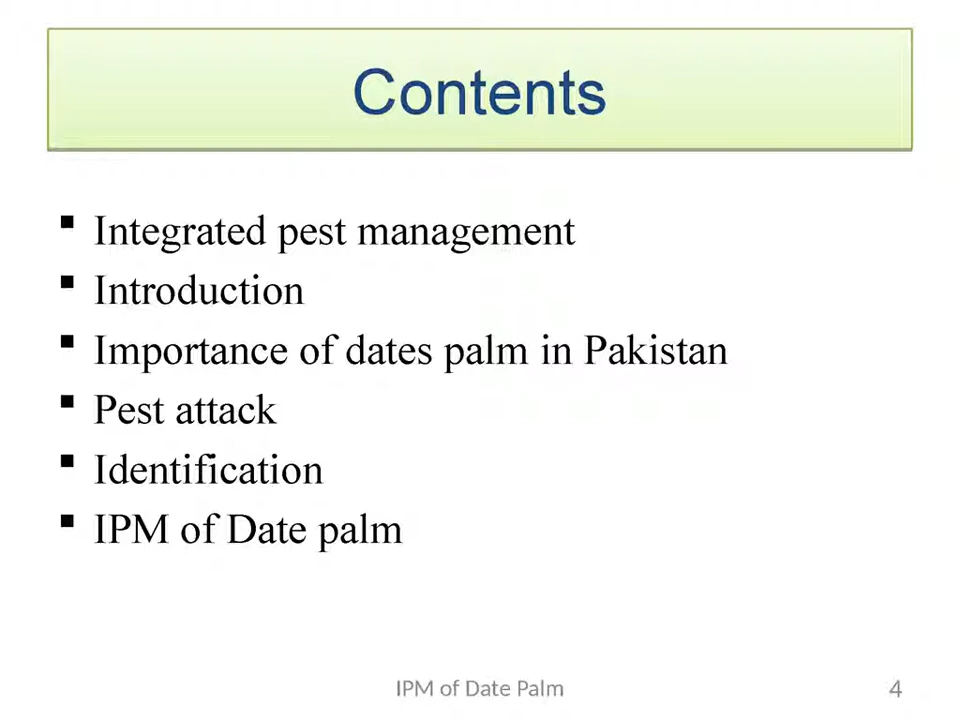 Contents
▪ Integrated pest management
▪ Introduction
▪ Importance of dates palm in Pakistan
▪ Pest attack
▪ Identification
▪ IPM of Date palm
IPM of Date Palm
4